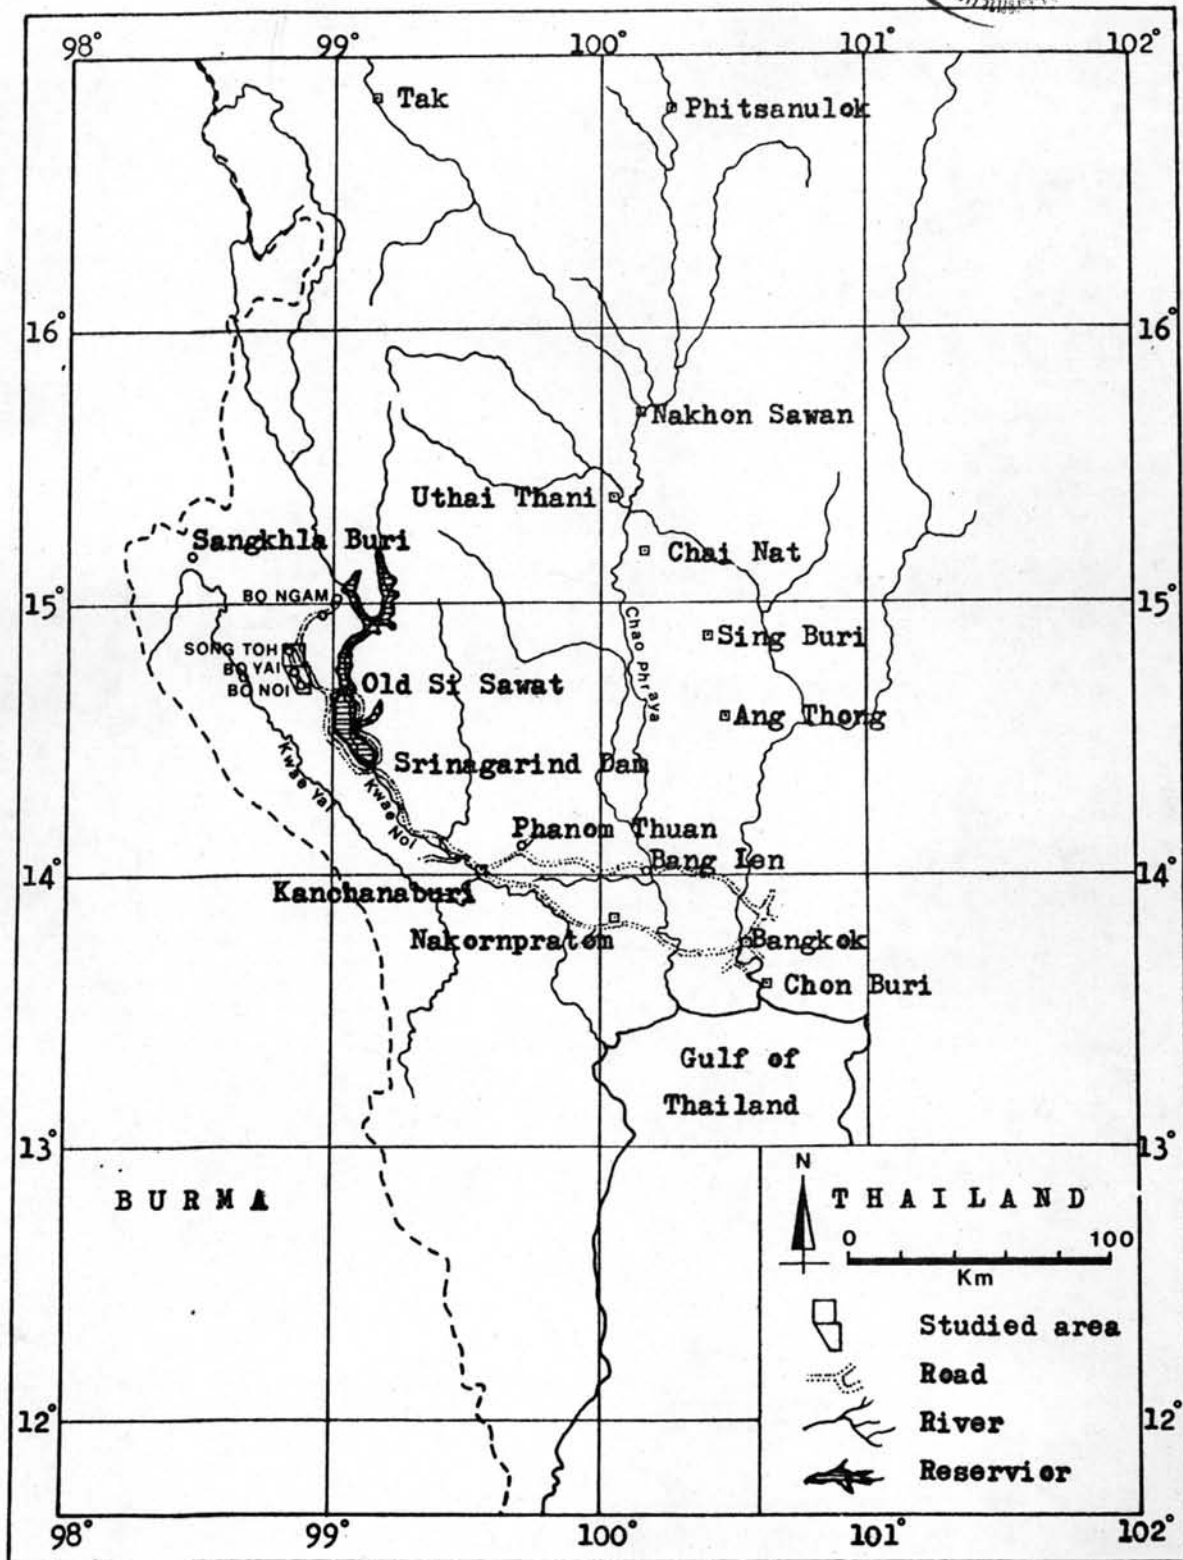 98° 99° 100° 101° 102°
Tak
Phitsanulok
16° 16°
Nakhon Sawan
Uthai Thani
Sangkhla Buri
Chai Nat
BO NGAM
15° 15°
Chao Phraya
Sing Buri
SONG TOH
BO YAI
BO NOI
Old Si Sawat
Ang Thong
Kwae Yai
Srinagarind Dam
Kwae Noi
Phanom Thuan
Bang Len
14° 14°
Kanchanaburi
Nakornpratom
Bangkok
Chon Buri
Gulf of
Thailand
13° 13°
BURMA
N
THAILAND
0 100
Km
Studied area
Road
River
Reservior
12° 12°
98° 99° 100° 101° 102°